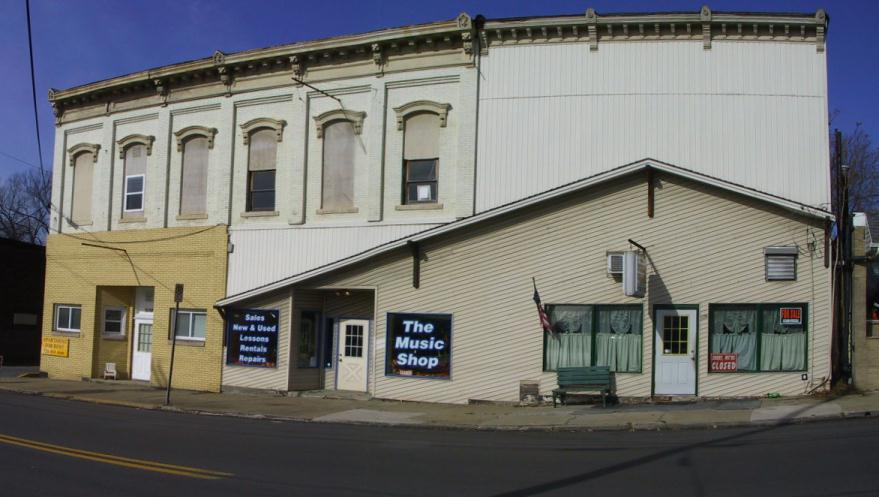 Sales
New & Used
Lessons
Rentals
Repairs
The
Music
Shop
FOR SALE
CLOSED